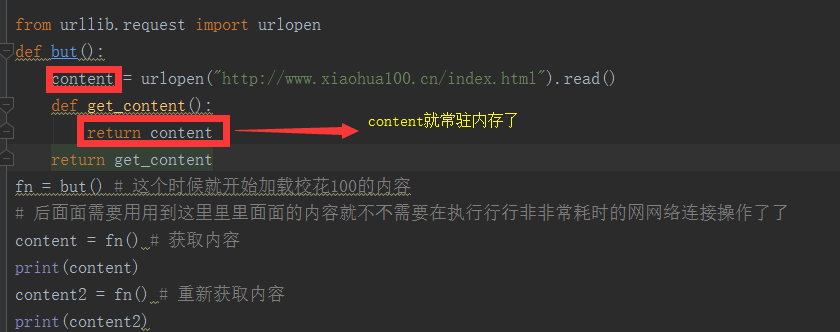 from urllib.request import urlopen
def but():
content = urlopen("http://www.xiaohua100.cn/index.html").read()
def get_content():
return content
content就常驻内存了
return get_content
fn = but() # 这个时候就开始加载校花100的内容
# 后面面需要用用到这里里里面面的内容就不不需要在执行行行非非常耗时的网网络连接操作了了
content = fn() # 获取内容
print(content)
content2 = fn() # 重新获取内容
print(content2)